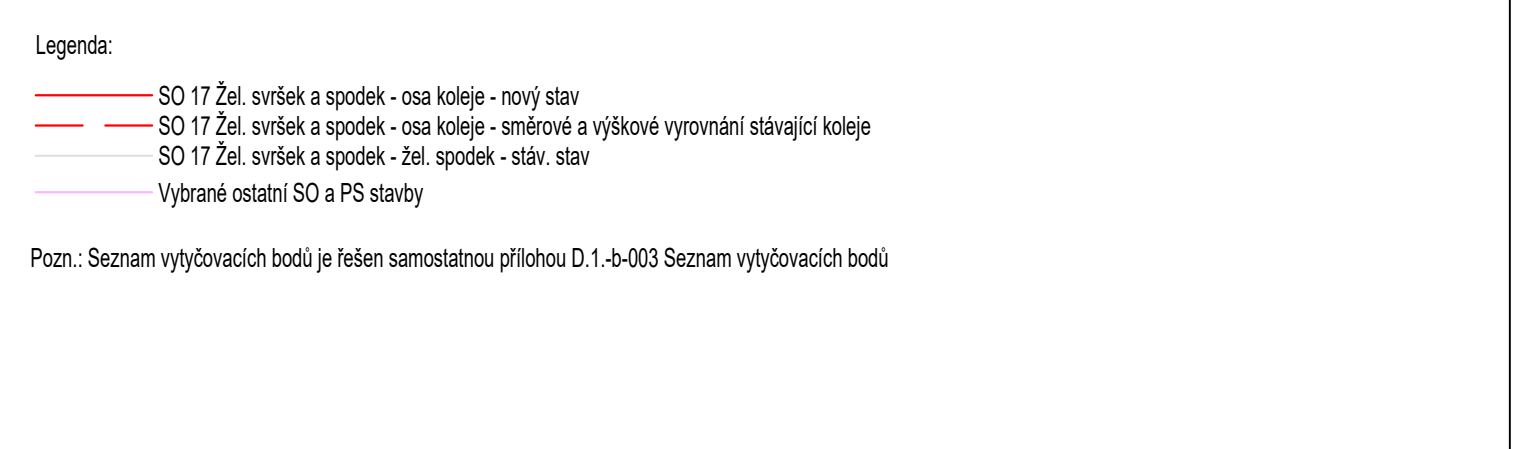 Legenda:
SO 17 Žel. svršek a spodek - osa koleje - nový stav
SO 17 Žel. svršek a spodek - osa koleje - směrové a výškové vyrovnání stávající koleje
SO 17 Žel. svršek a spodek - žel. spodek - stáv. stav
Vybrané ostatní SO a PS stavby
Pozn.: Seznam vytyčovacích bodů je řešen samostatnou přílohou D.1.-b-003 Seznam vytyčovacích bodů